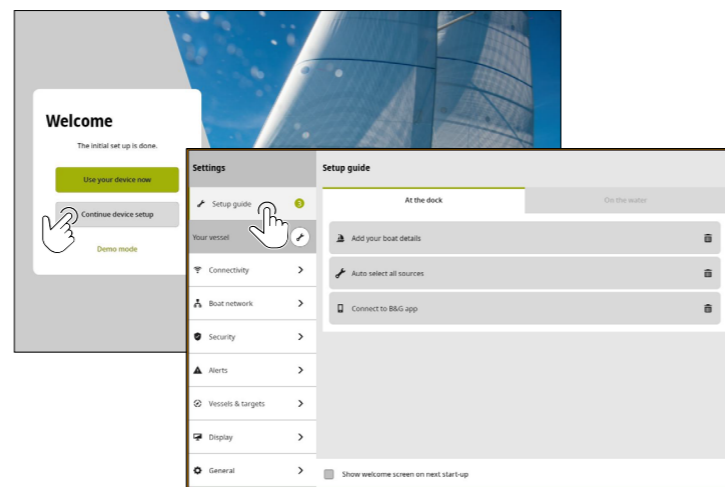 Welcome
The initial set up is done.
Use your device now
Continue device setup
Demo mode
Settings
Setup guide
3
Your vessel
Connectivity
Boat network
Security
Alerts
Vessels & targets
Display
General
Setup guide
At the dock
On the water
Add your boat details
Auto select all sources
Connect to B&G app
Show welcome screen on next start-up